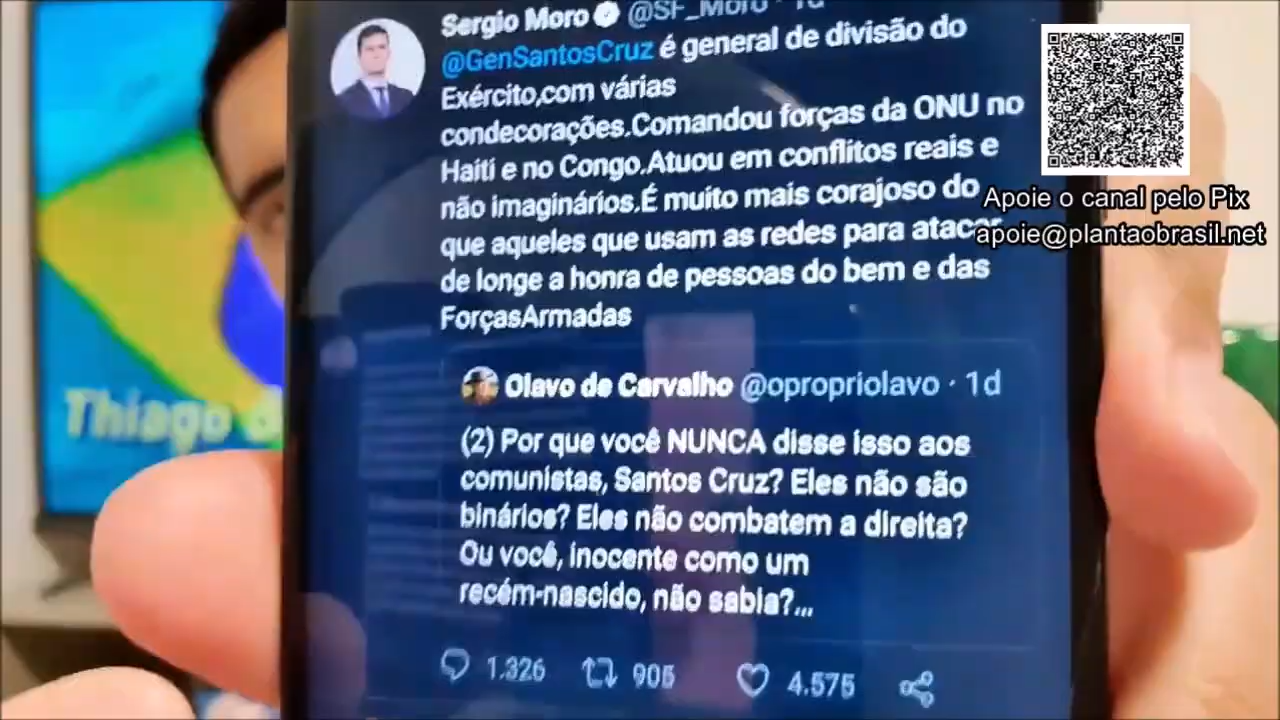 Sergio Moro @SF_Moro · 1d
@GenSantosCruz é general de divisão do
Exército,com várias
condecorações.Comandou forças da ONU no
Haiti e no Congo.Atuou em conflitos reais e
não imaginários.É muito mais corajoso do
que aqueles que usam as redes para atacar
de longe a honra de pessoas do bem e das
ForçasArmadas
Olavo de Carvalho @opropriolavo · 1d
(2) Por que você NUNCA disse isso aos
comunistas, Santos Cruz? Eles não são
binários? Eles não combatem a direita?
Ou você, inocente como um
recém-nascido, não sabia?...
1.326 905 4.575
Apoie o canal pelo Pix
apoie@plantaobrasil.net
Thiago d